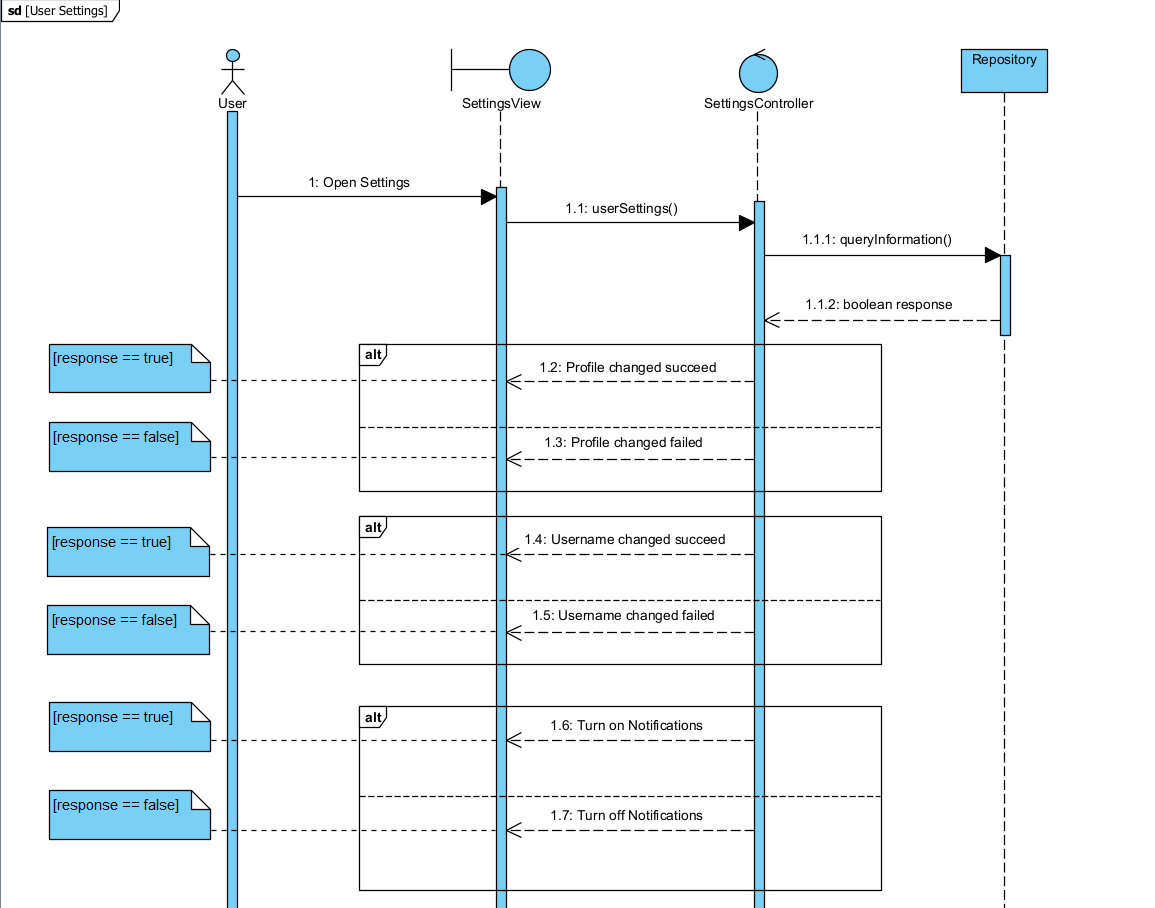 sd [User Settings]
User
SettingsView
SettingsController
Repository
1: Open Settings
1.1: userSettings()
1.1.1: queryInformation()
1.1.2: boolean response
[response == true]
alt
1.2: Profile changed succeed
[response == false]
1.3: Profile changed failed
alt
[response == true]
1.4: Username changed succeed
[response == false]
1.5: Username changed failed
[response == true]
alt
1.6: Turn on Notifications
[response == false]
1.7: Turn off Notifications